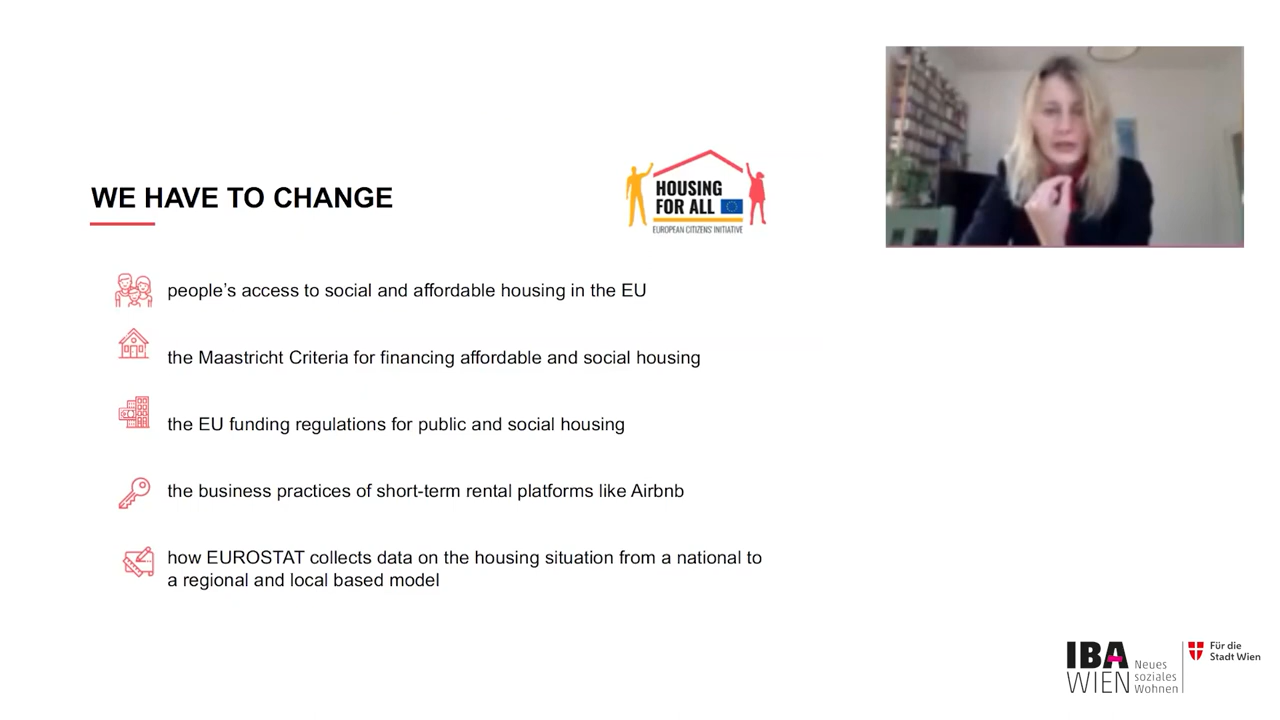 WE HAVE TO CHANGE
HOUSING
FOR ALL
EUROPEAN CITIZENS' INITIATIVE
people's access to social and affordable housing in the EU
the Maastricht Criteria for financing affordable and social housing
the EU funding regulations for public and social housing
the business practices of short-term rental platforms like Airbnb
how EUROSTAT collects data on the housing situation from a national to
a regional and local based model
IBA
WIEN
Neues
soziales
Wohnen
Für die
Stadt Wien